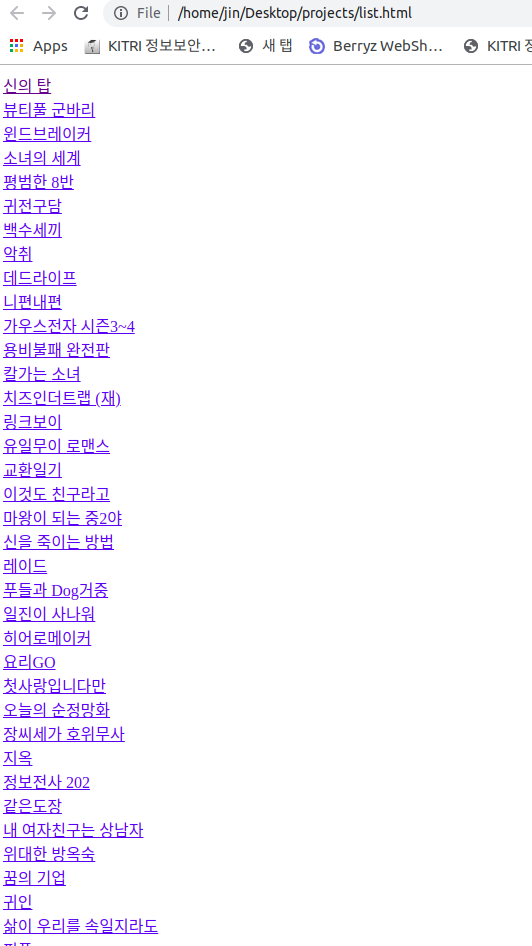 File | /home/jin/Desktop/projects/list.html
Apps KITRI 정보보안… 새 탭 Berryz WebSh… KITRI
신의 탑
뷰티풀 군바리
윈드브레이커
소녀의 세계
평범한 8반
귀전구담
백수세끼
악취
데드라이프
니편내편
가우스전자 시즌3~4
용비불패 완전판
칼가는 소녀
치즈인더트랩 (재)
링크보이
유일무이 로맨스
교환일기
이것도 친구라고
마왕이 되는 중2야
신을 죽이는 방법
레이드
푸들과 Dog거중
일진이 사나워
히어로메이커
요리GO
첫사랑입니다만
오늘의 순정망화
장씨세가 호위무사
지옥
정보전사 202
같은도장
내 여자친구는 상남자
위대한 방옥숙
꿈의 기업
귀인
삶이 우리를 속일지라도